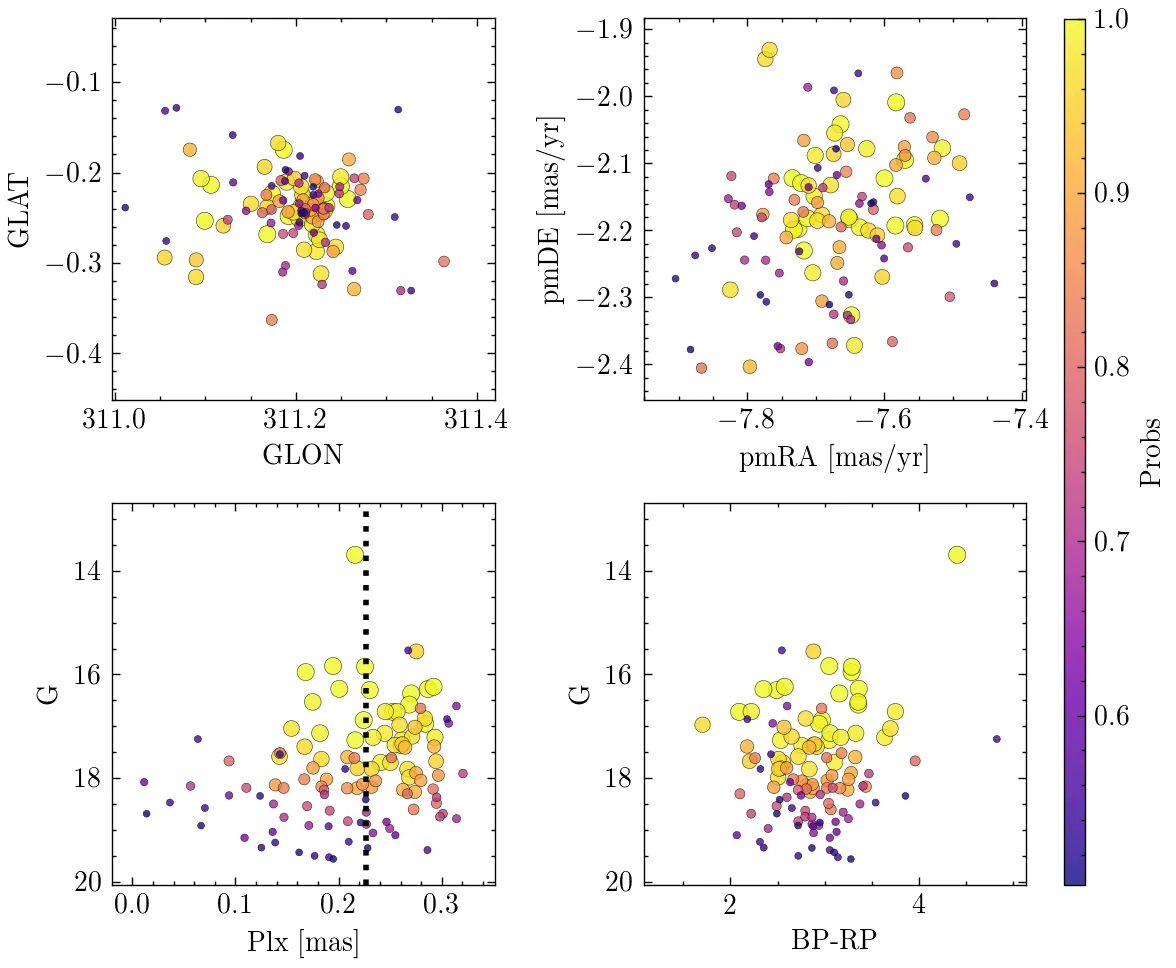 −0.1
−0.2
−0.3
−0.4
GLAT
311.0 311.2 311.4
GLON
−1.9
−2.0
−2.1
−2.2
−2.3
−2.4
pmDE [mas/yr]
−7.8 −7.6 −7.4
pmRA [mas/yr]
14
16
18
20
G
0.0 0.1 0.2 0.3
Plx [mas]
14
16
18
20
G
2 4
BP-RP
1.0
0.9
0.8
0.7
0.6
Probs